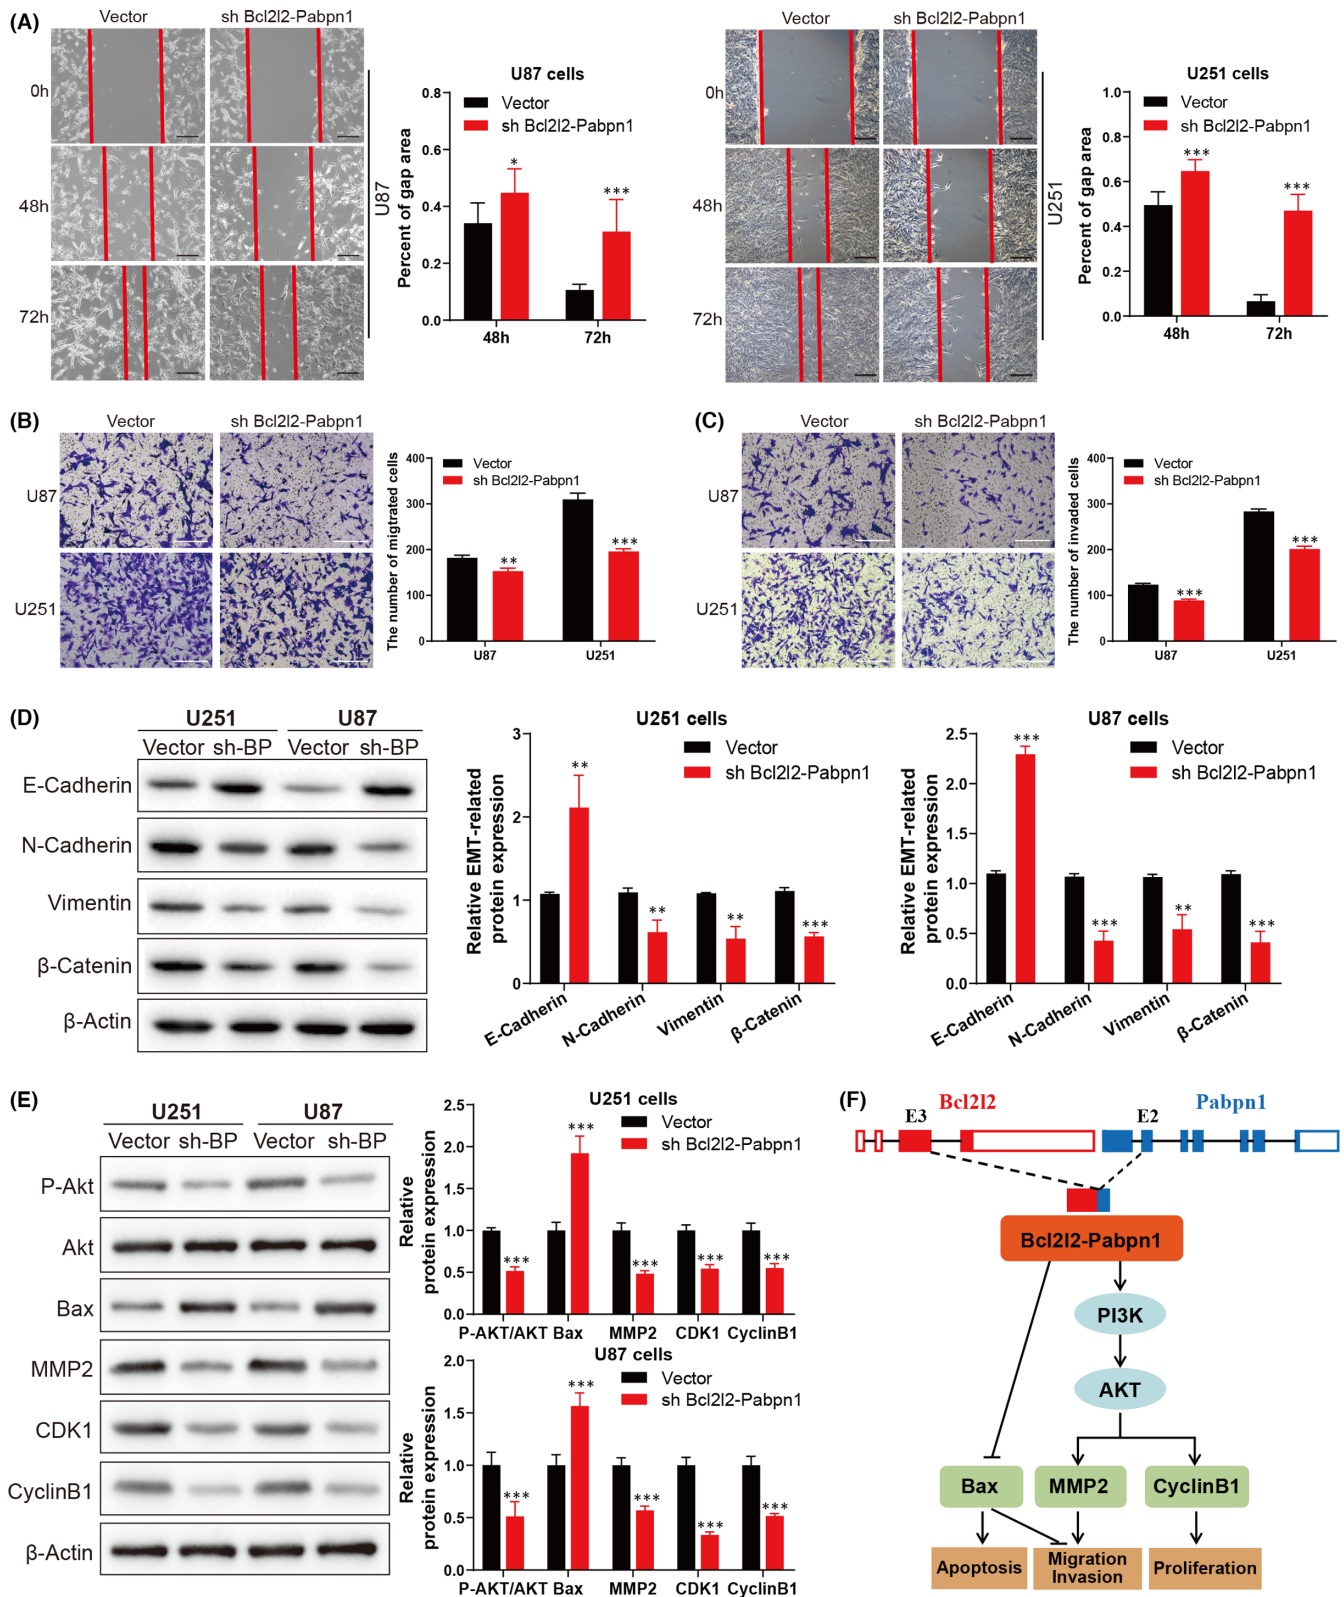 (A)
Vector
sh Bcl2l2-Pabpn1
0h
48h
72h
U87
U87 cells
Vector
sh Bcl2l2-Pabpn1
Percent of gap area
0.8
0.6
0.4
0.2
0.0
*
***
48h
72h
Vector
sh Bcl2l2-Pabpn1
0h
48h
72h
U251
U251 cells
Vector
sh Bcl2l2-Pabpn1
Percent of gap area
1.0
0.8
0.6
0.4
0.2
0.0
***
***
48h
72h
(B)
Vector
sh Bcl2l2-Pabpn1
U87
U251
Vector
sh Bcl2l2-Pabpn1
The number of migtrated cells
400
300
200
100
0
**
***
U87
U251
(C)
Vector
sh Bcl2l2-Pabpn1
U87
U251
Vector
sh Bcl2l2-Pabpn1
The number of invaded cells
400
300
200
100
0
***
***
U87
U251
(D)
U251
U87
Vector sh-BP
Vector sh-BP
E-Cadherin
N-Cadherin
Vimentin
β-Catenin
β-Actin
U251 cells
Vector
sh Bcl2l2-Pabpn1
Relative EMT-related
protein expression
3
2
1
0
**
**
**
***
E-Cadherin
N-Cadherin
Vimentin
β-Catenin
U87 cells
Vector
sh Bcl2l2-Pabpn1
Relative EMT-related
protein expression
2.5
2.0
1.5
1.0
0.5
0.0
***
***
**
***
E-Cadherin
N-Cadherin
Vimentin
β-Catenin
(E)
U251
U87
Vector sh-BP
Vector sh-BP
P-Akt
Akt
Bax
MMP2
CDK1
CyclinB1
β-Actin
U251 cells
Vector
sh Bcl2l2-Pabpn1
Relative
protein expression
2.5
2.0
1.5
1.0
0.5
0.0
***
***
***
***
***
P-AKT/AKT Bax MMP2 CDK1 CyclinB1
U87 cells
Vector
sh Bcl2l2-Pabpn1
Relative
protein expression
2.0
1.5
1.0
0.5
0.0
***
***
***
***
***
P-AKT/AKT Bax MMP2 CDK1 CyclinB1
(F)
Bcl2l2
Pabpn1
E3
E2
Bcl2l2-Pabpn1
PI3K
AKT
Bax
MMP2
CyclinB1
Apoptosis
Migration
Invasion
Proliferation